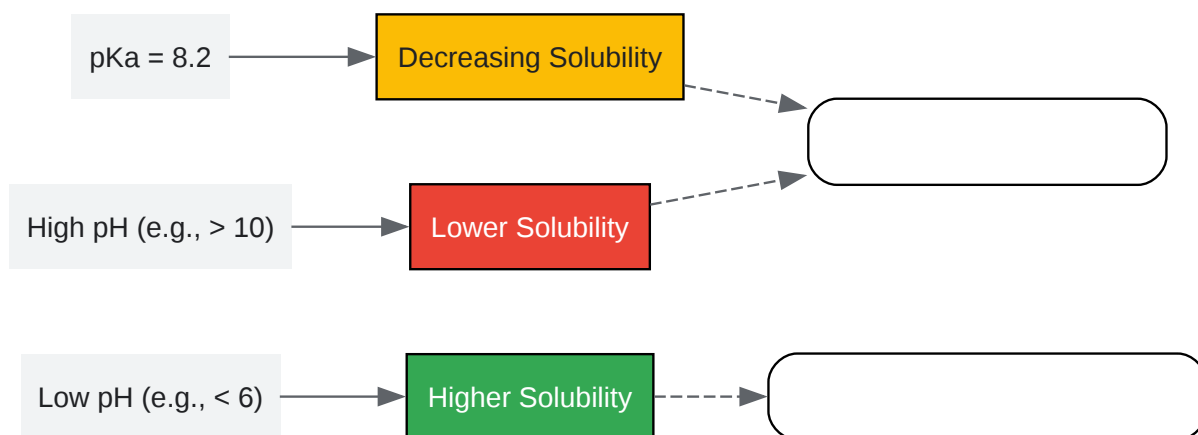 pKa = 8.2
Decreasing Solubility
High pH (e.g., > 10)
Lower Solubility
Low pH (e.g., < 6)
Higher Solubility